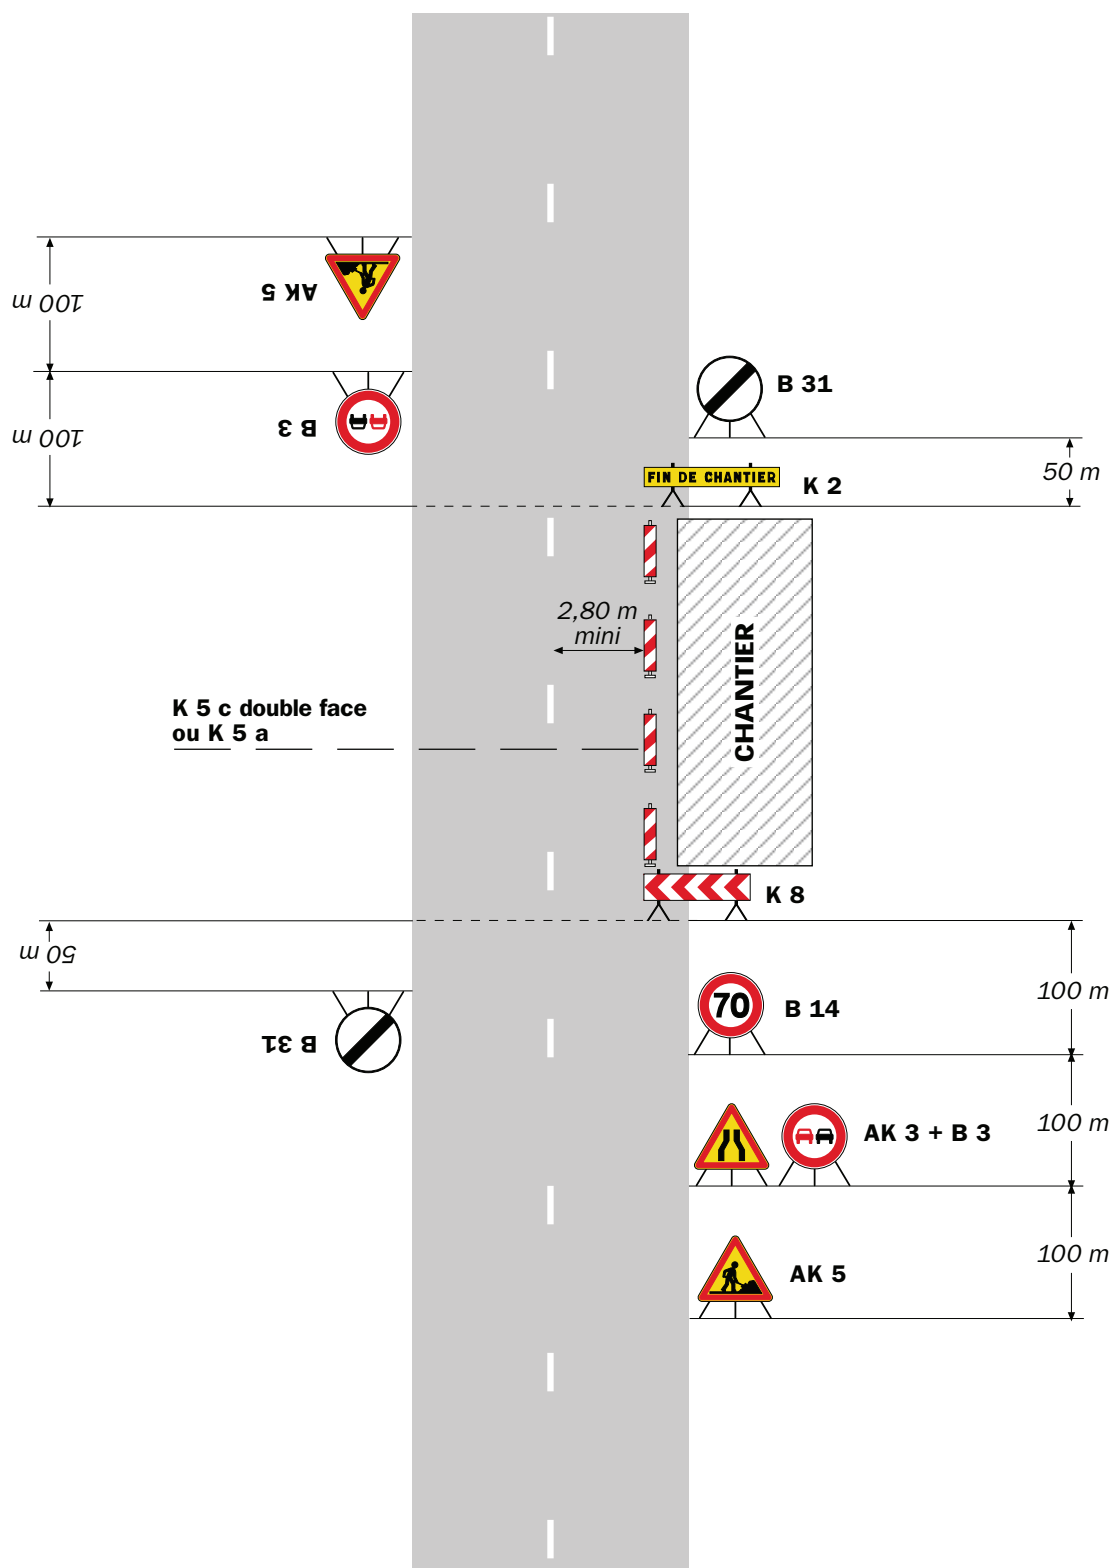 AK 5
100 m
B 3
100 m
B 31
50 m
FIN DE CHANTIER
K 2
2,80 m
mini
CHANTIER
K 5 c double face
ou K 5 a
K 8
50 m
B 31
70
B 14
100 m
AK 3 + B 3
100 m
AK 5
100 m